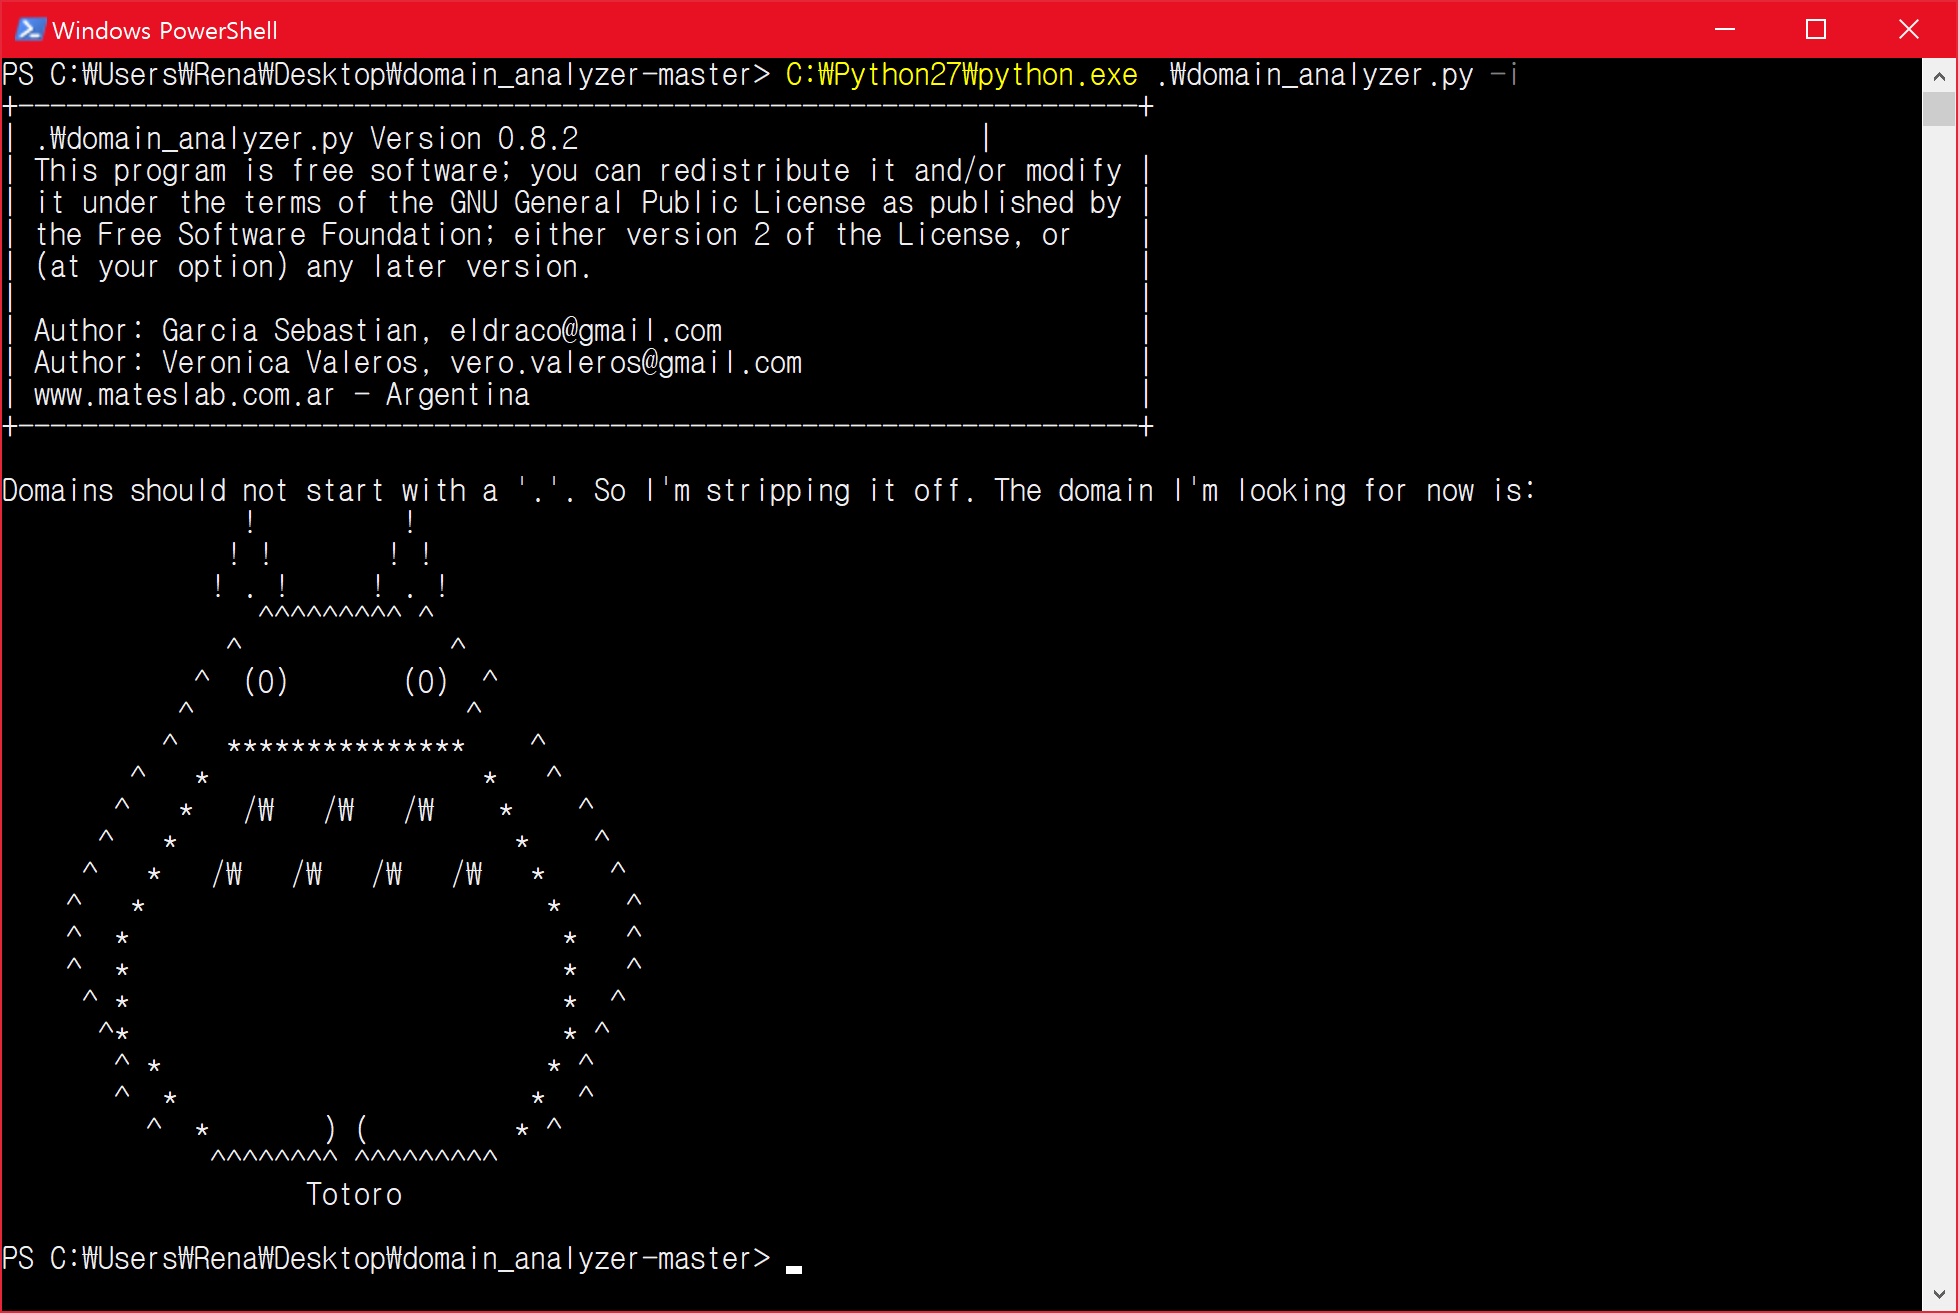 Windows PowerShell
PS C:₩Users₩Rena₩Desktop₩domain_analyzer-master> C:₩Python27₩python.exe .₩domain_analyzer.py -i
+----------------------------------------------------------------------+
| .₩domain_analyzer.py Version 0.8.2                         |
| This program is free software; you can redistribute it and/or modify |
| it under the terms of the GNU General Public License as published by |
| the Free Software Foundation; either version 2 of the License, or    |
| (at your option) any later version.                                  |
|                                                                      |
| Author: Garcia Sebastian, eldraco@gmail.com                          |
| Author: Veronica Valeros, vero.valeros@gmail.com                     |
| www.mateslab.com.ar - Argentina                                      |
+----------------------------------------------------------------------+
Domains should not start with a '.'. So I'm stripping it off. The domain I'm looking for now is:
               !         !
              ! !       ! !
             ! . !     ! . !
                ^^^^^^^^^ ^
              ^             ^
            ^  (0)       (0)  ^
           ^                 ^
          ^   ***************    ^
        ^   *                 *   ^
       ^   *   /₩   /₩   /₩    *    ^
      ^   *                     *    ^
     ^   *   /₩   /₩   /₩   /₩   *    ^
    ^   *                         *    ^
    ^  *                           *   ^
    ^  *                           *   ^
     ^ *                           *  ^
      ^*                           * ^
       ^ *                        * ^
       ^  *                      *  ^
         ^  *       ) (         * ^
             ^^^^^^^^ ^^^^^^^^^
                   Totoro
PS C:₩Users₩Rena₩Desktop₩domain_analyzer-master>